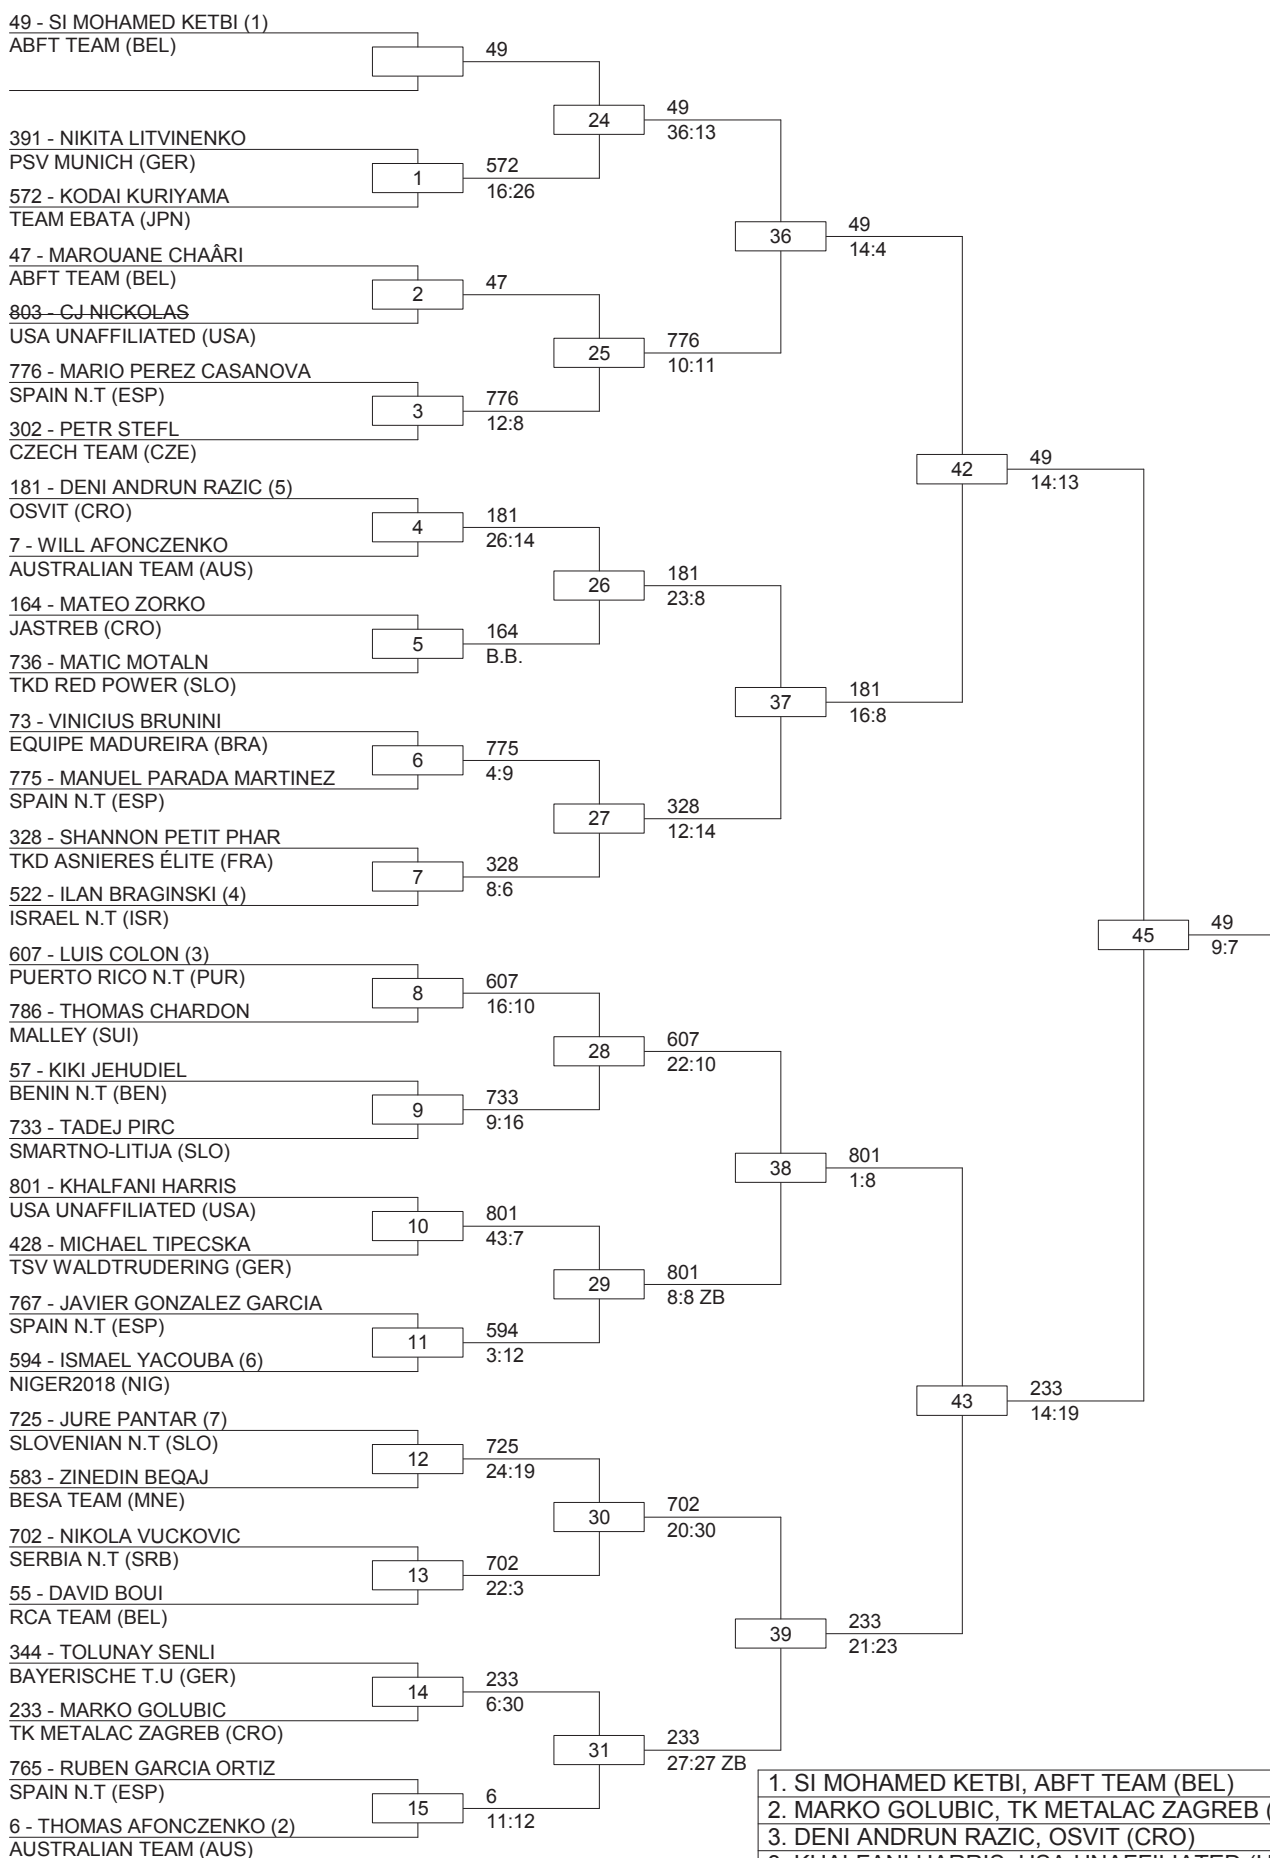 49 - SI MOHAMED KETBI (1)
ABFT TEAM (BEL)
391 - NIKITA LITVINENKO
PSV MUNICH (GER)
572 - KODAI KURIYAMA
TEAM EBATA (JPN)
47 - MAROUANE CHAÂRI
ABFT TEAM (BEL)
803 - CJ NICKOLAS
USA UNAFFILIATED (USA)
776 - MARIO PEREZ CASANOVA
SPAIN N.T (ESP)
302 - PETR STEFL
CZECH TEAM (CZE)
181 - DENI ANDRUN RAZIC (5)
OSVIT (CRO)
7 - WILL AFONCZENKO
AUSTRALIAN TEAM (AUS)
164 - MATEO ZORKO
JASTREB (CRO)
736 - MATIC MOTALN
TKD RED POWER (SLO)
73 - VINICIUS BRUNINI
EQUIPE MADUREIRA (BRA)
775 - MANUEL PARADA MARTINEZ
SPAIN N.T (ESP)
328 - SHANNON PETIT PHAR
TKD ASNIERES ÉLITE (FRA)
522 - ILAN BRAGINSKI (4)
ISRAEL N.T (ISR)
607 - LUIS COLON (3)
PUERTO RICO N.T (PUR)
786 - THOMAS CHARDON
MALLEY (SUI)
57 - KIKI JEHUDIEL
BENIN N.T (BEN)
733 - TADEJ PIRC
SMARTNO-LITIJA (SLO)
801 - KHALFANI HARRIS
USA UNAFFILIATED (USA)
428 - MICHAEL TIPECSKA
TSV WALDTRUDERING (GER)
767 - JAVIER GONZALEZ GARCIA
SPAIN N.T (ESP)
594 - ISMAEL YACOUBA (6)
NIGER2018 (NIG)
725 - JURE PANTAR (7)
SLOVENIAN N.T (SLO)
583 - ZINEDIN BEQAJ
BESA TEAM (MNE)
702 - NIKOLA VUCKOVIC
SERBIA N.T (SRB)
55 - DAVID BOUI
RCA TEAM (BEL)
344 - TOLUNAY SENLI
BAYERISCHE T.U (GER)
233 - MARKO GOLUBIC
TK METALAC ZAGREB (CRO)
765 - RUBEN GARCIA ORTIZ
SPAIN N.T (ESP)
6 - THOMAS AFONCZENKO (2)
AUSTRALIAN TEAM (AUS)
49
1
572
16:26
2
47
3
776
12:8
4
181
26:14
5
164
B.B.
6
775
4:9
7
328
8:6
8
607
16:10
9
733
9:16
10
801
43:7
11
594
3:12
12
725
24:19
13
702
22:3
14
233
6:30
15
6
11:12
24
49
36:13
25
776
10:11
26
181
23:8
27
328
12:14
28
607
22:10
29
801
8:8 ZB
30
702
20:30
31
233
27:27 ZB
36
49
14:4
37
181
16:8
38
801
1:8
39
233
21:23
42
49
14:13
43
233
14:19
45
49
9:7
1. SI MOHAMED KETBI, ABFT TEAM (BEL)
2. MARKO GOLUBIC, TK METALAC ZAGREB (
3. DENI ANDRUN RAZIC, OSVIT (CRO)